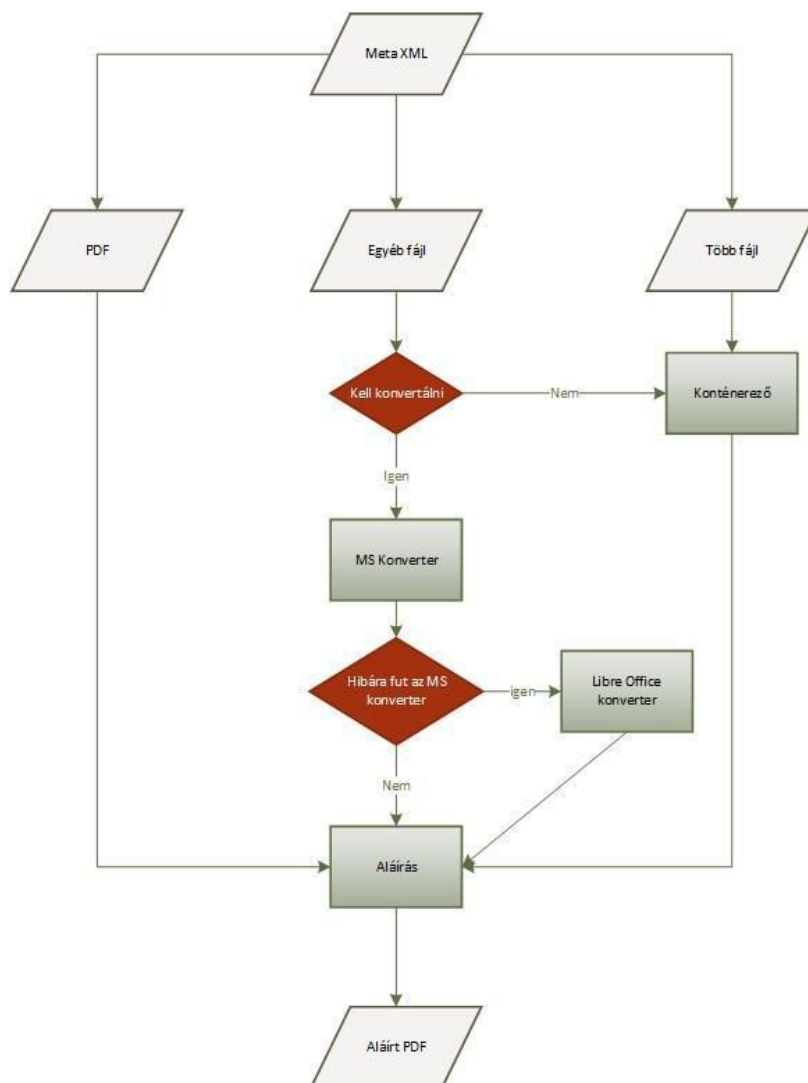 Meta XML
PDF
Egyéb fájl
Több fájl
Kell konvertálni
Nem
Konténerező
Igen
MS Konverter
Hibára fut az MS
konverter
igen
Libre Office
konverter
Nem
Aláírás
Aláírt PDF